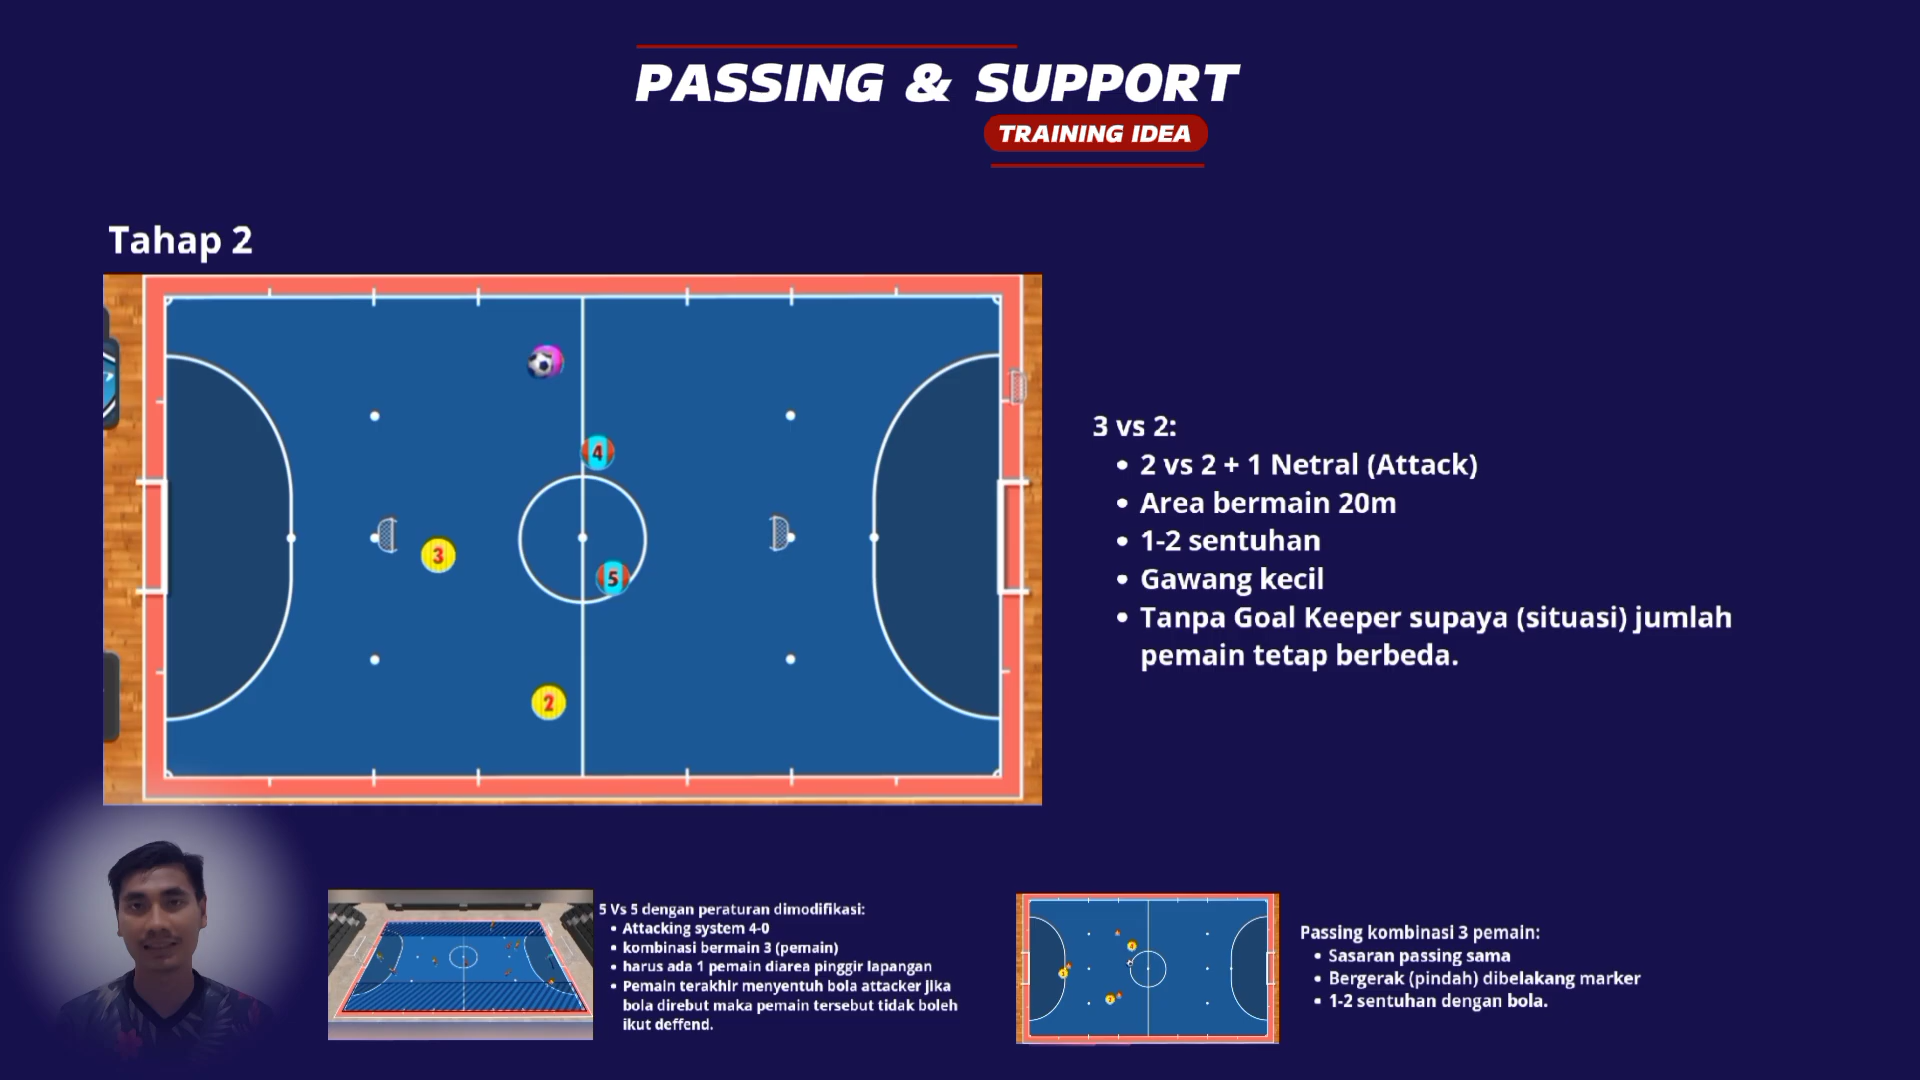 PASSING & SUPPORT
TRAINING IDEA
Tahap 2
4
3
5
2
3 vs 2:
• 2 vs 2 + 1 Netral (Attack)
• Area bermain 20m
• 1-2 sentuhan
• Gawang kecil
• Tanpa Goal Keeper supaya (situasi) jumlah
pemain tetap berbeda.
5 Vs 5 dengan peraturan dimodifikasi:
• Attacking system 4-0
• kombinasi bermain 3 (pemain)
• harus ada 1 pemain diarea pinggir lapangan
• Pemain terakhir menyentuh bola attacker jika
bola direbut maka pemain tersebut tidak boleh
ikut deffend.
Passing kombinasi 3 pemain:
• Sasaran passing sama
• Bergerak (pindah) dibelakang marker
• 1-2 sentuhan dengan bola.